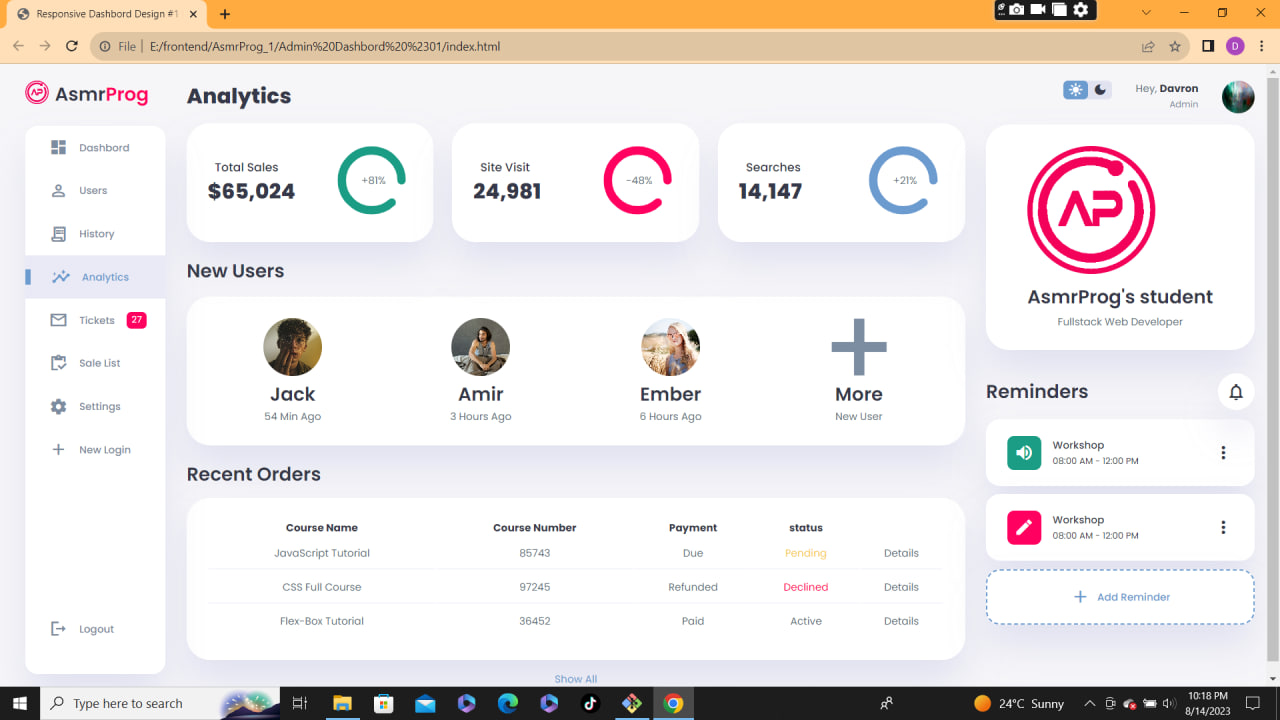 Responsive Dashbord Design #1
File
E:/frontend/AsmrProg_1/Admin%20Dashbord%20%2301/index.html
D
AP AsmrProg
Analytics
Hey, Davron
Admin
Dashbord
Users
History
Analytics
Tickets 27
Sale List
Settings
New Login
Logout
Total Sales
$65,024
+81%
Site Visit
24,981
-48%
Searches
14,147
+21%
New Users
Jack
54 Min Ago
Amir
3 Hours Ago
Ember
6 Hours Ago
More
New User
Recent Orders
Course Name Course Number Payment status
JavaScript Tutorial 85743 Due Pending Details
CSS Full Course 97245 Refunded Declined Details
Flex-Box Tutorial 36452 Paid Active Details
Show All
AP
AsmrProg's student
Fullstack Web Developer
Reminders
Workshop
08:00 AM - 12:00 PM
Workshop
08:00 AM - 12:00 PM
Add Reminder
Type here to search
24°C Sunny
10:18 PM
8/14/2023